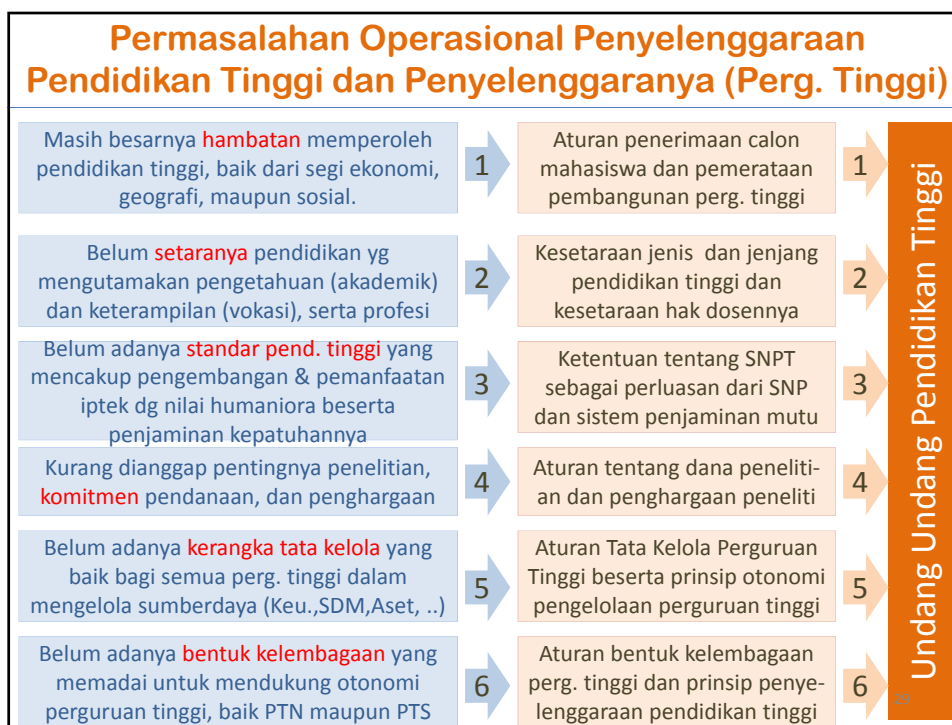 Permasalahan Operasional Penyelenggaraan
Pendidikan Tinggi dan Penyelenggaranya (Perg. Tinggi)
Masih besarnya hambatan memperoleh
pendidikan tinggi, baik dari segi ekonomi,
geografi, maupun sosial.
1
Aturan penerimaan calon
mahasiswa dan pemerataan
pembangunan perg. tinggi
1
Belum setaranya pendidikan yg
mengutamakan pengetahuan (akademik)
dan keterampilan (vokasi), serta profesi
2
Kesetaraan jenis dan jenjang
pendidikan tinggi dan
kesetaraan hak dosennya
2
Belum adanya standar pend. tinggi yang
mencakup pengembangan & pemanfaatan
iptek dg nilai humaniora beserta
penjaminan kepatuhannya
3
Ketentuan tentang SNPT
sebagai perluasan dari SNP
dan sistem penjaminan mutu
3
Kurang dianggap pentingnya penelitian,
komitmen pendanaan, dan penghargaan
4
Aturan tentang dana peneliti-
an dan penghargaan peneliti
4
Belum adanya kerangka tata kelola yang
baik bagi semua perg. tinggi dalam
mengelola sumberdaya (Keu.,SDM,Aset, ..)
5
Aturan Tata Kelola Perguruan
Tinggi beserta prinsip otonomi
pengelolaan perguruan tinggi
5
Belum adanya bentuk kelembagaan yang
memadai untuk mendukung otonomi
perguruan tinggi, baik PTN maupun PTS
6
Aturan bentuk kelembagaan
perg. tinggi dan prinsip penye-
lenggaraan pendidikan tinggi
6
Undang Undang Pendidikan Tinggi